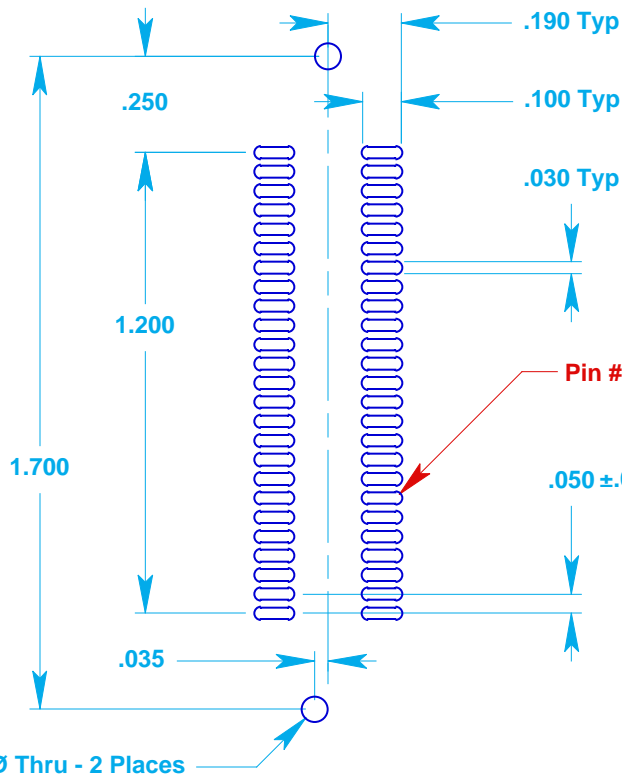 .190 Typ
.250
.100 Typ
.030 Typ
1.200
Pin #
1.700
.050 ±.
.035
Ø Thru - 2 Places